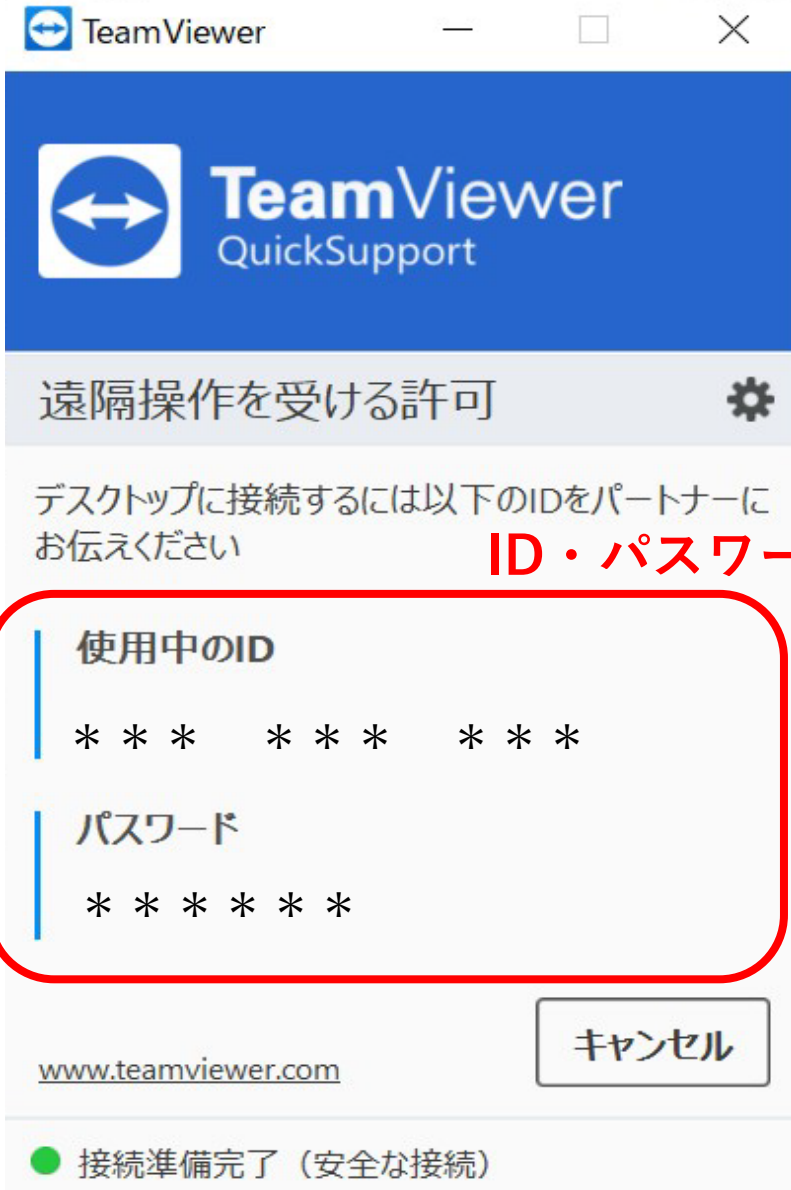 TeamViewer
TeamViewer
QuickSupport
遠隔操作を受ける許可
デスクトップに接続するには以下のIDをパートナーに
お伝えください
ID・パスワー
使用中のID
＊＊＊　＊＊＊　＊＊＊
パスワード
＊＊＊＊＊＊
キャンセル
www.teamviewer.com
接続準備完了（安全な接続）